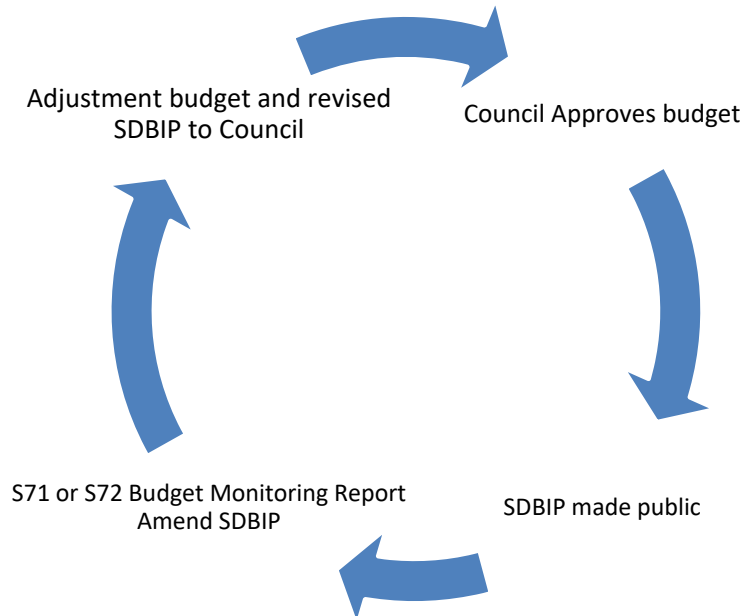 Adjustment budget and revised
SDBIP to Council
Council Approves budget
S71 or S72 Budget Monitoring Report
Amend SDBIP
SDBIP made public